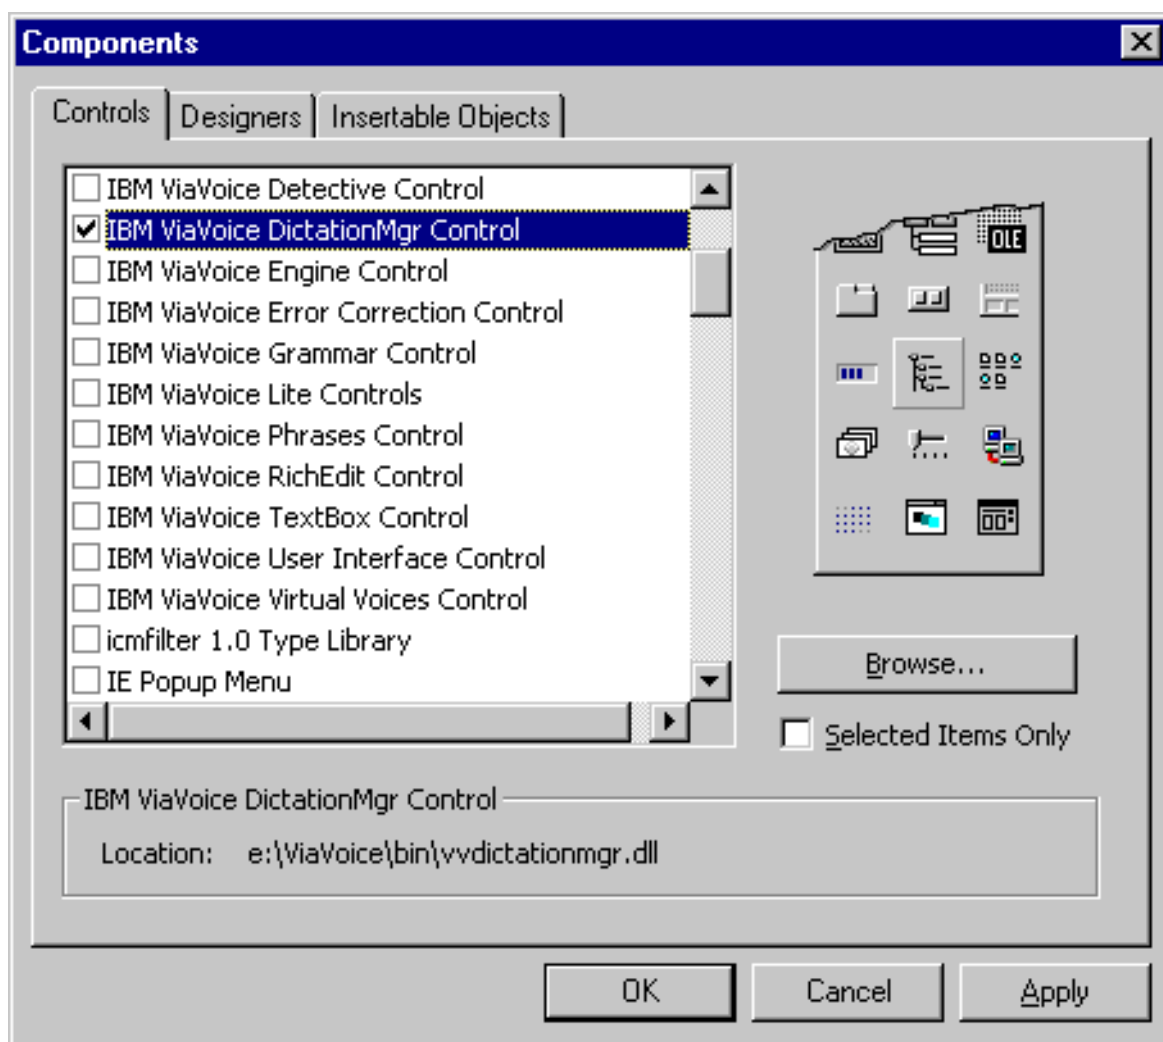 Components
Controls
Designers
Insertable Objects
IBM ViaVoice Detective Control
IBM ViaVoice DictationMgr Control
IBM ViaVoice Engine Control
IBM ViaVoice Error Correction Control
IBM ViaVoice Grammar Control
IBM ViaVoice Lite Controls
IBM ViaVoice Phrases Control
IBM ViaVoice RichEdit Control
IBM ViaVoice TextBox Control
IBM ViaVoice User Interface Control
IBM ViaVoice Virtual Voices Control
icmfilter 1.0 Type Library
IE Popup Menu
OLE
Browse...
Selected Items Only
IBM ViaVoice DictationMgr Control
Location: e:\ViaVoice\bin\vvdictationmgr.dll
OK
Cancel
Apply